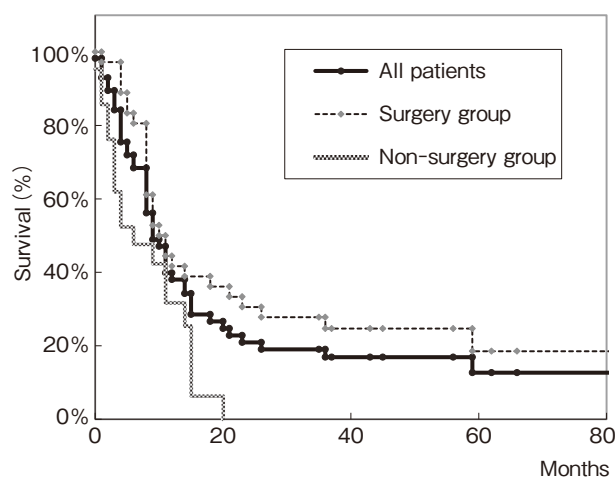 Survival (%)
100%
80%
60%
40%
20%
0%
0
20
40
60
80
Months
All patients
Surgery group
Non-surgery group